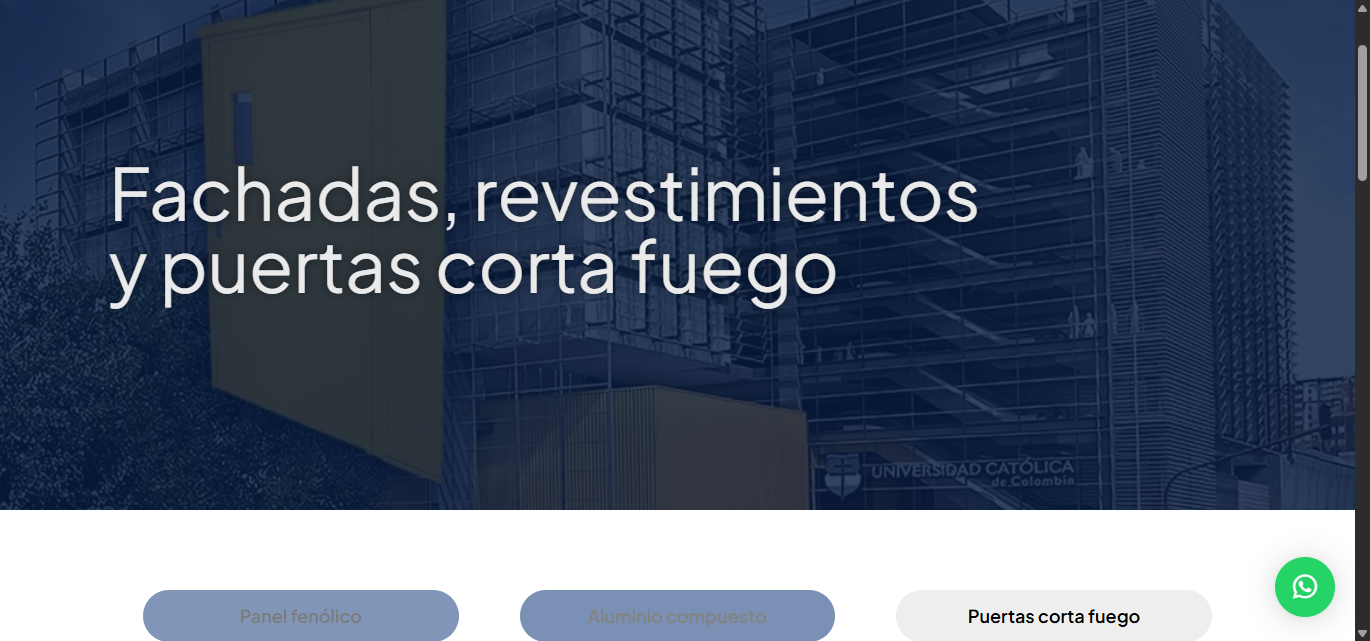 Fachadas, revestimientos
y puertas corta fuego
UNIVERSIDAD CATÓLICA
de Colombia
Panel fenólico
Aluminio compuesto
Puertas corta fuego